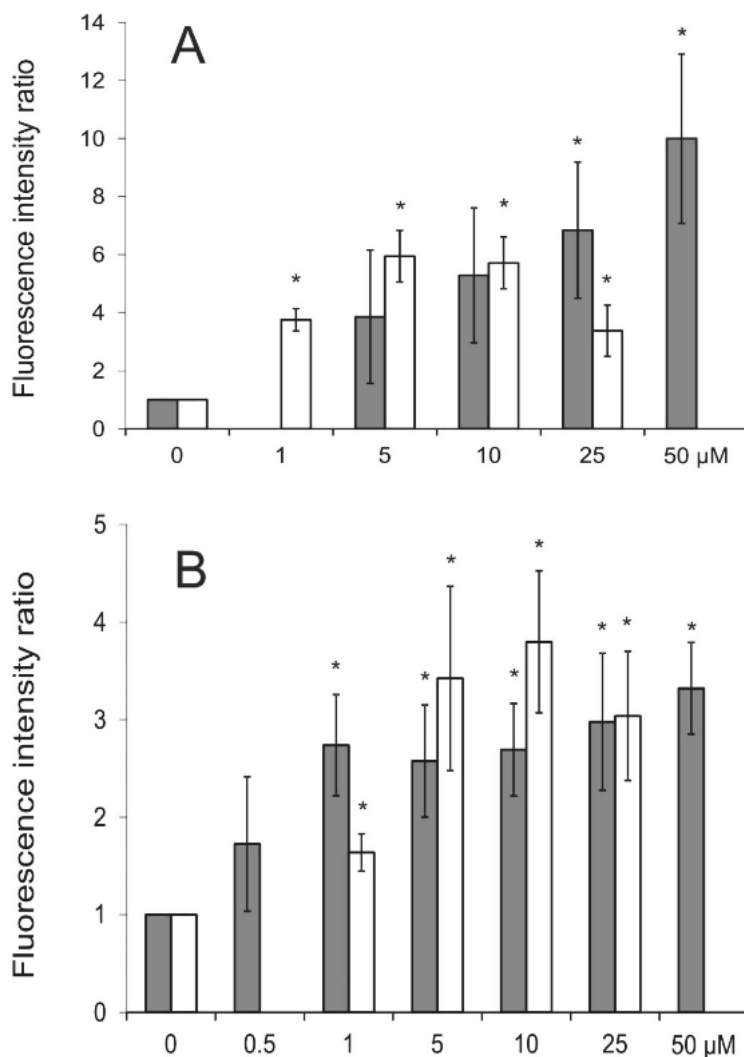 A
Fluorescence intensity ratio
14
12
10
8
6
4
2
0
* * * * * *
0 1 5 10 25 50 µM
B
Fluorescence intensity ratio
5
4
3
2
1
0
* * * * * * * * *
0 0.5 1 5 10 25 50 µM